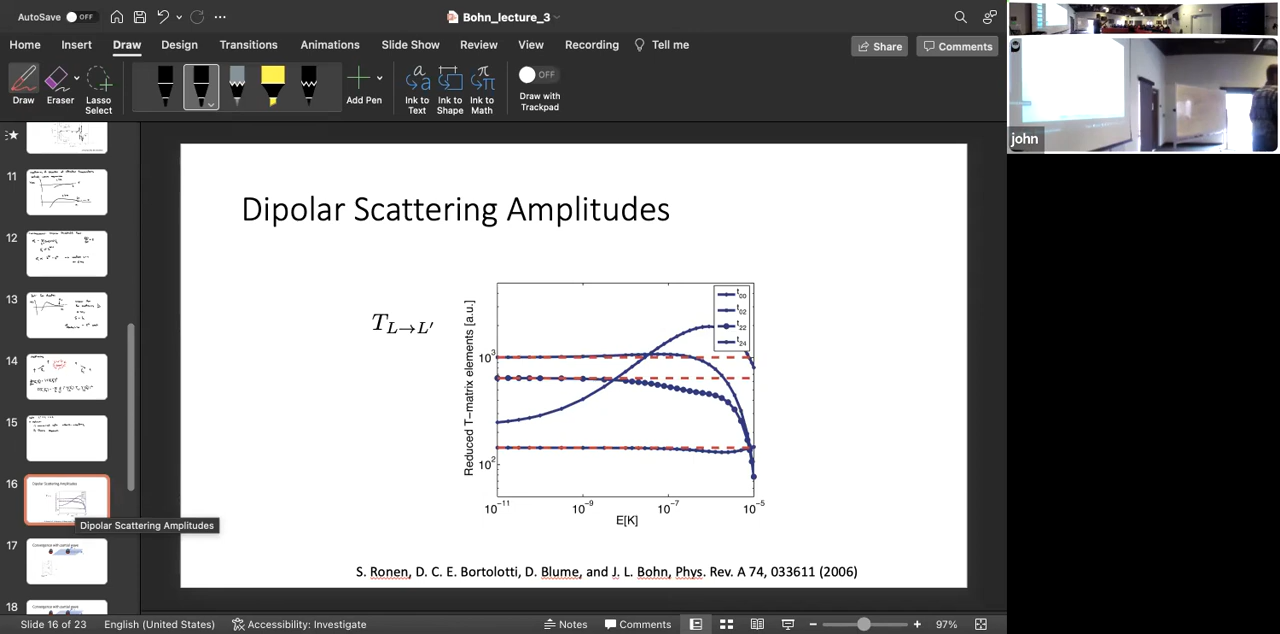 AutoSave OFF
Bohn_lecture_3
Home Insert Draw Design Transitions Animations Slide Show Review View Recording Tell me
Share Comments
Draw Eraser Lasso Select Add Pen Ink to Text Ink to Shape Ink to Math Draw with Trackpad
OFF
john
11
12
13
14
15
16
17
18
Dipolar Scattering Amplitudes
Dipolar Scattering Amplitudes
T_{L→L′}
Reduced T−matrix elements [a.u.]
10^3
10^2
t_00
t_02
t_22
t_24
10^−11 10^−9 10^−7 10^−5
E[K]
S. Ronen, D. C. E. Bortolotti, D. Blume, and J. L. Bohn, Phys. Rev. A 74, 033611 (2006)
Slide 16 of 23 English (United States) Accessibility: Investigate Notes Comments 97%